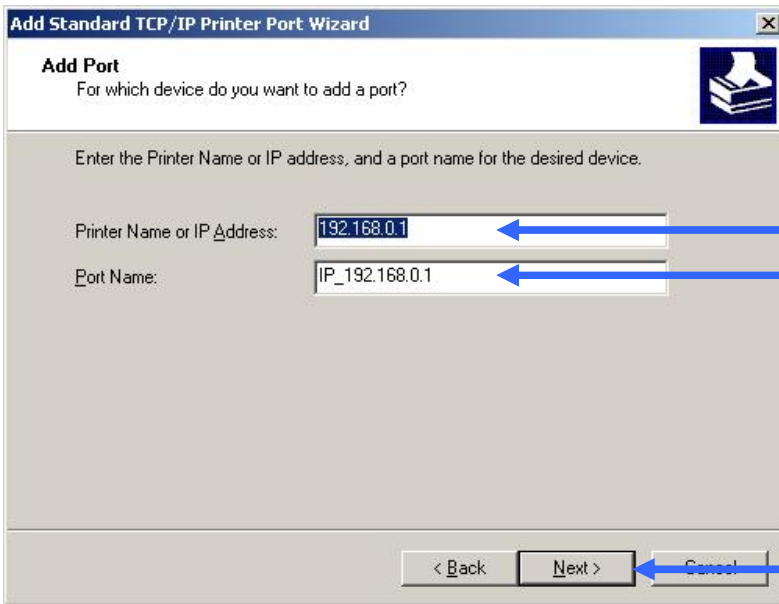 Add Standard TCP/IP Printer Port Wizard
Add Port
For which device do you want to add a port?
Enter the Printer Name or IP address, and a port name for the desired device.
Printer Name or IP Address: 192.168.0.1
Port Name: IP_192.168.0.1
< Back Next > Cancel